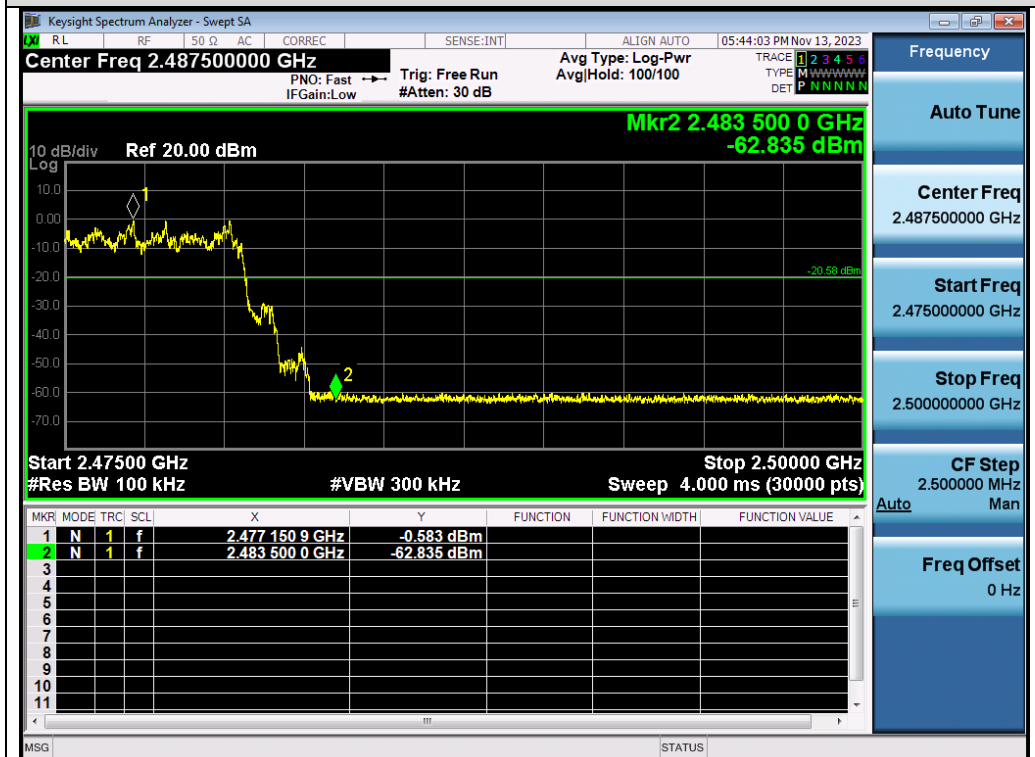 Keysight Spectrum Analyzer - Swept SA
LXI RL RF 50 Ω AC CORREC SENSE:INT ALIGN AUTO 05:44:03 PM Nov 13, 2023
Center Freq 2.487500000 GHz
PNO: Fast
IFGain:Low
Trig: Free Run
#Atten: 30 dB
Avg Type: Log-Pwr
Avg|Hold: 100/100
TRACE 1 2 3 4 5 6
TYPE M WWWWW
DET P N N N N N
Mkr2 2.483 500 0 GHz
-62.835 dBm
10 dB/div Ref 20.00 dBm
Log
10.0
0.00
-10.0
-20.0
-30.0
-40.0
-50.0
-60.0
-70.0
1
2
-20.58 dBm
Start 2.47500 GHz Stop 2.50000 GHz
#Res BW 100 kHz #VBW 300 kHz Sweep 4.000 ms (30000 pts)
MKR MODE TRC SCL X Y FUNCTION FUNCTION WIDTH FUNCTION VALUE
1 N 1 f 2.477 150 9 GHz -0.583 dBm
2 N 1 f 2.483 500 0 GHz -62.835 dBm
3
4
5
6
7
8
9
10
11
MSG STATUS
Frequency
Auto Tune
Center Freq
2.487500000 GHz
Start Freq
2.475000000 GHz
Stop Freq
2.500000000 GHz
CF Step
2.500000 MHz
Auto Man
Freq Offset
0 Hz